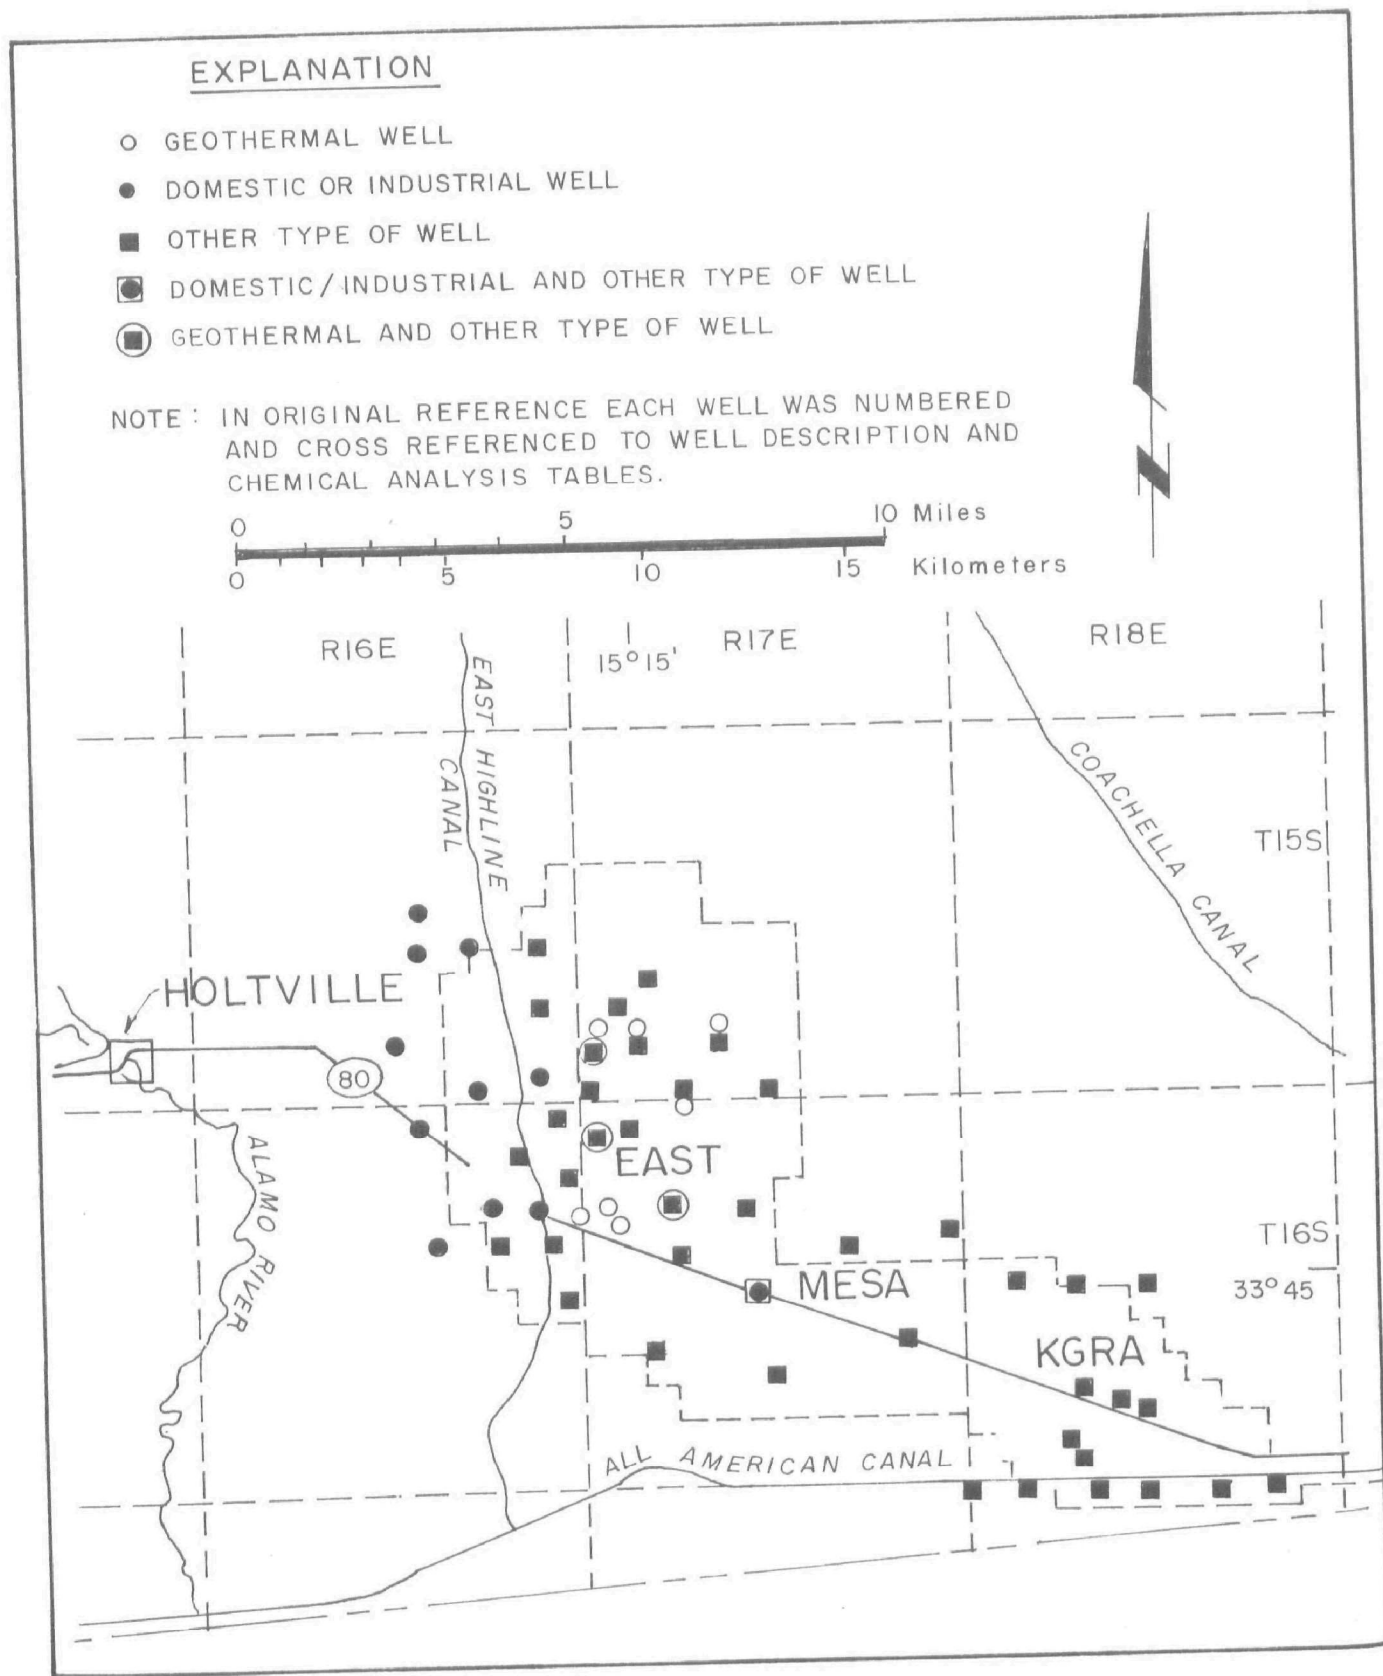 EXPLANATION
GEOTHERMAL WELL
DOMESTIC OR INDUSTRIAL WELL
OTHER TYPE OF WELL
DOMESTIC/INDUSTRIAL AND OTHER TYPE OF WELL
GEOTHERMAL AND OTHER TYPE OF WELL
NOTE: IN ORIGINAL REFERENCE EACH WELL WAS NUMBERED
AND CROSS REFERENCED TO WELL DESCRIPTION AND
CHEMICAL ANALYSIS TABLES.
0 5 10 Miles
0 5 10 15 Kilometers
N
R16E
15°15'
R17E
R18E
EAST HIGHLINE
CANAL
COACHELLA CANAL
T15S
HOLTVILLE
80
ALAMO RIVER
EAST
MESA
KGRA
T16S
33°45
ALL AMERICAN CANAL